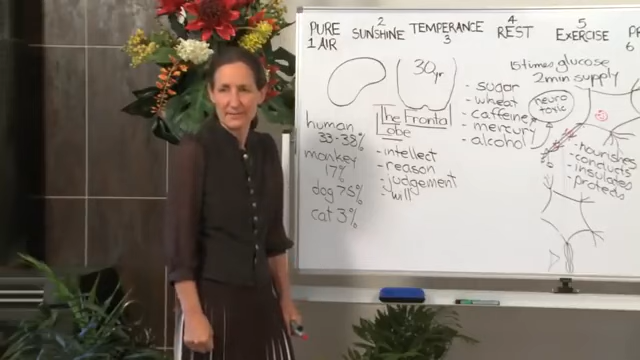 PURE
1 AIR
2
SUNSHINE
TEMPERANCE
3
4
REST
5
EXERCISE
6
15 times glucose
2 min supply
30yr
The Frontal
Lobe
- intellect
- reason
- judgement
- will
human
33-38%
monkey
17%
dog 7.5%
cat 3%
- sugar
- wheat
- caffeine
- mercury
- alcohol
neuro
toxic
- nourishes
- conducts
- insulates
- protects